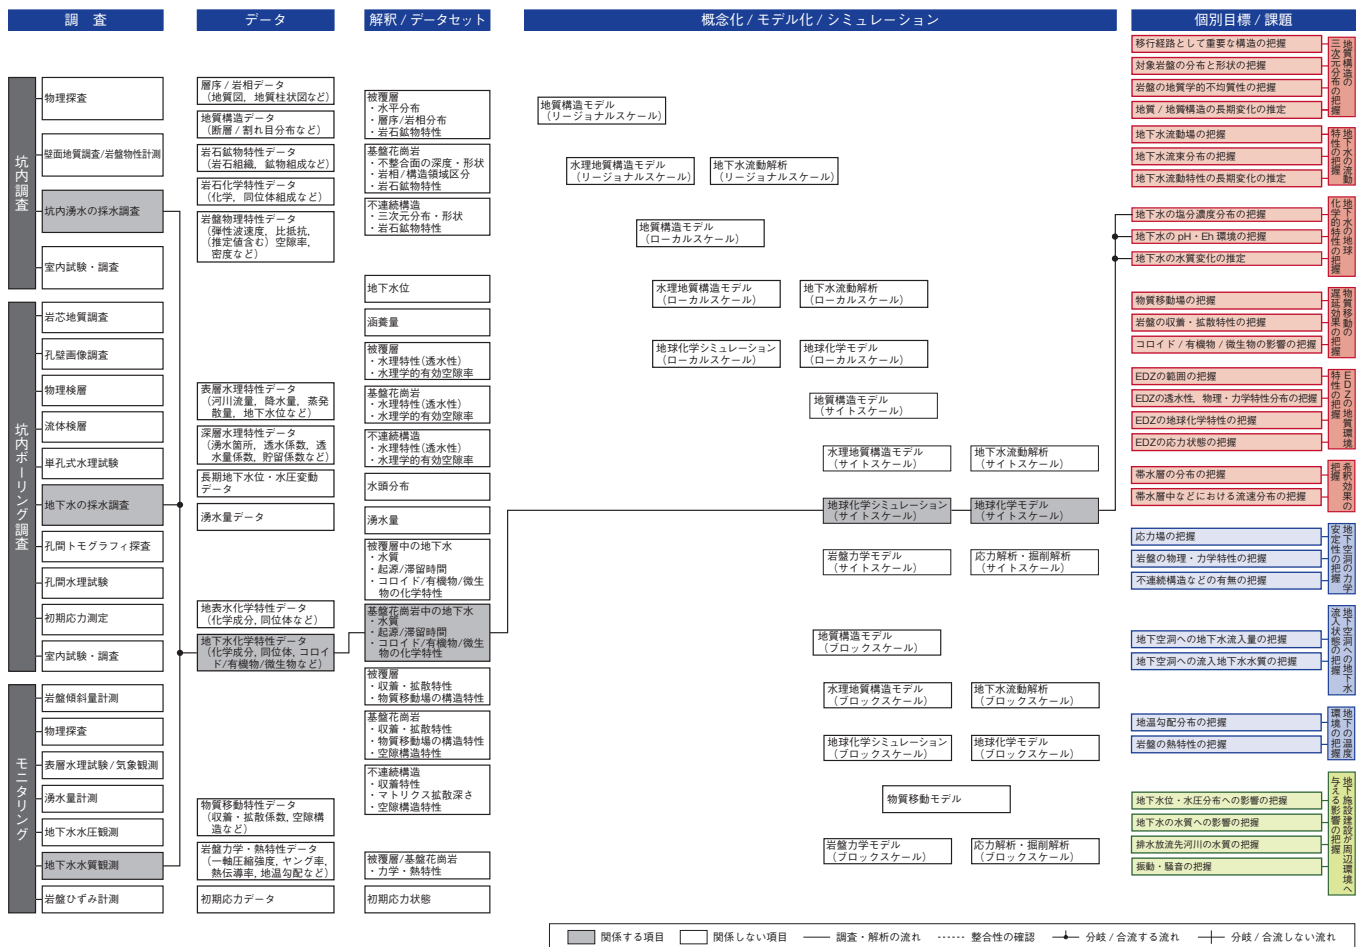 調　査
データ
解釈 / データセット
概念化 / モデル化 / シミュレーション
個別目標 / 課題
坑内調査
物理探査
壁面地質調査/岩盤物性計測
坑内湧水の採水調査
室内試験・調査
坑内ボーリング調査
岩芯地質調査
孔壁画像調査
物理検層
流体検層
単孔式水理試験
地下水の採水調査
孔間トモグラフィ探査
孔間水理試験
初期応力測定
室内試験・調査
モニタリング
岩盤傾斜量計測
物理探査
表層水理試験/気象観測
湧水量計測
地下水水圧観測
地下水水質観測
岩盤ひずみ計測
層序 / 岩相データ
（地質図，地質柱状図など）
地質構造データ
（断層 / 割れ目分布など）
岩石鉱物特性データ
（岩石組織，鉱物組成など）
岩石化学特性データ
（化学，同位体組成など）
岩盤物理特性データ
（弾性波速度，比抵抗，
（推定値含む）空隙率，
密度など）
表層水理特性データ
（河川流量，降水量，蒸発
散量，地下水位など）
深層水理特性データ
（湧水箇所，透水係数，透
水量係数，貯留係数など）
長期地下水位・水圧変動
データ
湧水量データ
地表水化学特性データ
（化学成分，同位体など）
地下水化学特性データ
（化学成分，同位体，コロイ
ド/有機物/微生物など）
物質移動特性データ
（収着・拡散係数，空隙構
造など）
岩盤力学・熱特性データ
（一軸圧縮強度，ヤング率，
熱伝導率，地温勾配など）
初期応力データ
被覆層
・水平分布
・層序/岩相分布
・岩石鉱物特性
基盤花崗岩
・不整合面の深度・形状
・岩相/構造領域区分
・岩石鉱物特性
不連続構造
・三次元分布・形状
・岩石鉱物特性
地下水位
涵養量
被覆層
・水理特性(透水性)
・水理学的有効空隙率
基盤花崗岩
・水理特性(透水性)
・水理学的有効空隙率
不連続構造
・水理特性(透水性)
・水理学的有効空隙率
水頭分布
湧水量
被覆層中の地下水
・水質
・起源/滞留時間
・コロイド/有機物/微生
物の化学特性
基盤花崗岩中の地下水
・水質
・起源/滞留時間
・コロイド/有機物/微生
物の化学特性
被覆層
・収着・拡散特性
・物質移動場の構造特性
基盤花崗岩
・収着・拡散特性
・物質移動場の構造特性
・空隙構造特性
不連続構造
・収着特性
・マトリクス拡散深さ
・空隙構造特性
被覆層/基盤花崗岩
・力学・熱特性
初期応力状態
地質構造モデル
（リージョナルスケール）
水理地質構造モデル
（リージョナルスケール）
地下水流動解析
（リージョナルスケール）
地質構造モデル
（ローカルスケール）
水理地質構造モデル
（ローカルスケール）
地下水流動解析
（ローカルスケール）
地球化学シミュレーション
（ローカルスケール）
地球化学モデル
（ローカルスケール）
地質構造モデル
（サイトスケール）
水理地質構造モデル
（サイトスケール）
地下水流動解析
（サイトスケール）
地球化学シミュレーション
（サイトスケール）
地球化学モデル
（サイトスケール）
岩盤力学モデル
（サイトスケール）
応力解析・掘削解析
（サイトスケール）
地質構造モデル
（ブロックスケール）
水理地質構造モデル
（ブロックスケール）
地下水流動解析
（ブロックスケール）
地球化学シミュレーション
（ブロックスケール）
地球化学モデル
（ブロックスケール）
物質移動モデル
岩盤力学モデル
（ブロックスケール）
応力解析・掘削解析
（ブロックスケール）
移行経路として重要な構造の把握
対象岩盤の分布と形状の把握
岩盤の地質学的不均質性の把握
地質 / 地質構造の長期変化の推定
地質構造の
三次元分布の把握
地下水流動場の把握
地下水流束分布の把握
地下水流動特性の長期変化の推定
地下水の流動
特性の把握
地下水の塩分濃度分布の把握
地下水の pH・Eh 環境の把握
地下水の水質変化の推定
地下水の地球
化学的特性の把握
物質移動場の把握
岩盤の収着・拡散特性の把握
コロイド / 有機物 / 微生物の影響の把握
物質移動の
遅延効果の把握
EDZの範囲の把握
EDZの透水性，物理・力学特性分布の把握
EDZの地球化学特性の把握
EDZの応力状態の把握
EDZの地質環境
特性の把握
帯水層の分布の把握
帯水層中などにおける流速分布の把握
希釈効果の
把握
応力場の把握
岩盤の物理・力学特性の把握
不連続構造などの有無の把握
地下空洞の力学
安定性の把握
地下空洞への地下水流入量の把握
地下空洞への流入地下水水質の把握
地下空洞への地下水
流入状態の把握
地温勾配分布の把握
岩盤の熱特性の把握
地下の温度
環境の把握
地下水位・水圧分布への影響の把握
地下水の水質への影響の把握
排水放流先河川の水質の把握
振動・騒音の把握
地下施設建設が周辺環境へ
与える影響の把握
関係する項目
関係しない項目
調査・解析の流れ
整合性の確認
分岐 / 合流する流れ
分岐 / 合流しない流れ